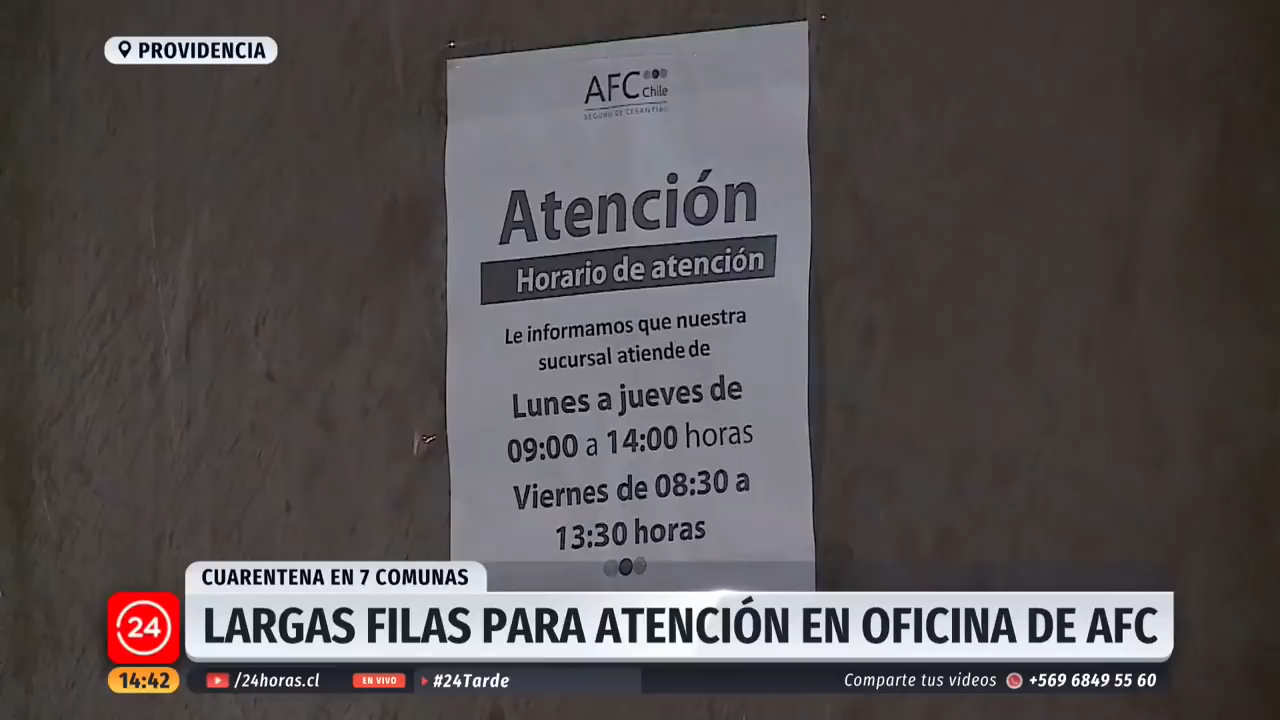 PROVIDENCIA
AFC Chile
SEGURO DE CESANTÍA
Atención
Horario de atención
Le informamos que nuestra
sucursal atiende de
Lunes a jueves de
09:00 a 14:00 horas
Viernes de 08:30 a
13:30 horas
CUARENTENA EN 7 COMUNAS
24
LARGAS FILAS PARA ATENCIÓN EN OFICINA DE AFC
14:42
/24horas.cl
EN VIVO
#24Tarde
Comparte tus videos
+569 6849 55 60